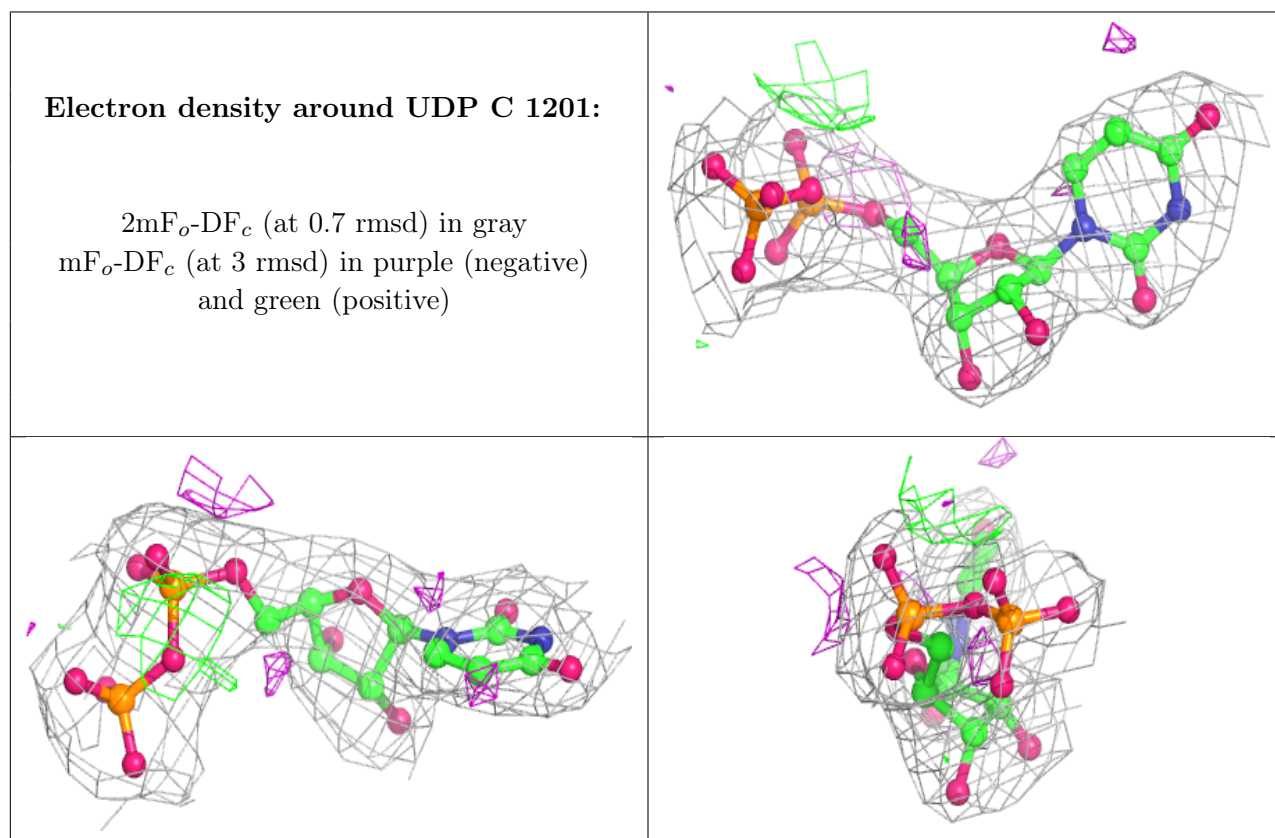 Electron density around UDP C 1201:
2mFₒ-DF𝒸 (at 0.7 rmsd) in gray
mFₒ-DF𝒸 (at 3 rmsd) in purple (negative)
and green (positive)